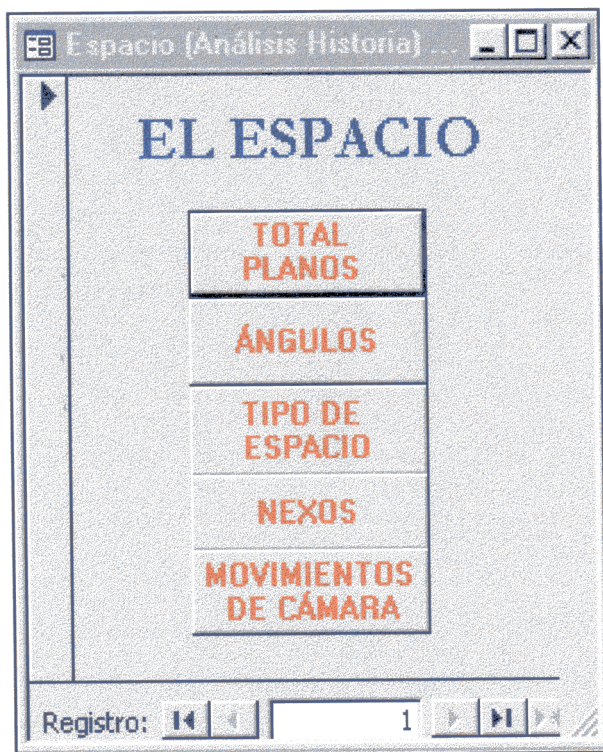 Espacio (Análisis Historia) ...
EL ESPACIO
TOTAL
PLANOS
ÁNGULOS
TIPO DE
ESPACIO
NEXOS
MOVIMIENTOS
DE CÁMARA
Registro: 1